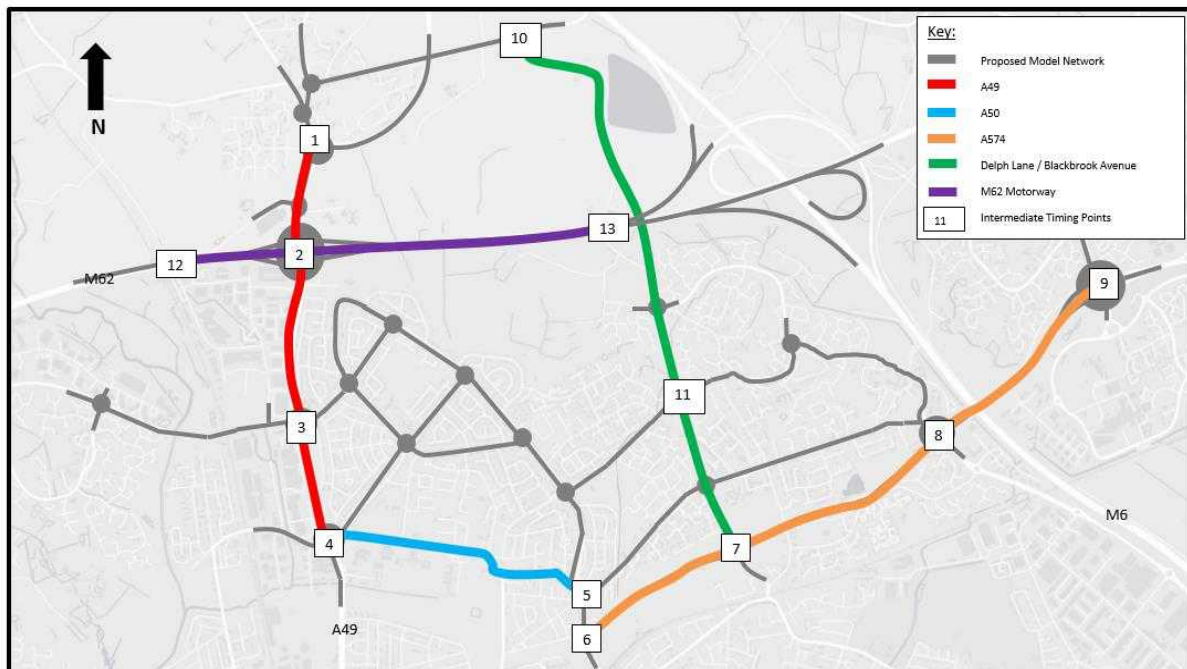 10
Key:
Proposed Model Network
A49
A50
A574
Delph Lane / Blackbrook Avenue
M62 Motorway
11 Intermediate Timing Points
N
1
2
13
12
M62
9
11
3
8
4
7
M6
5
A49
6